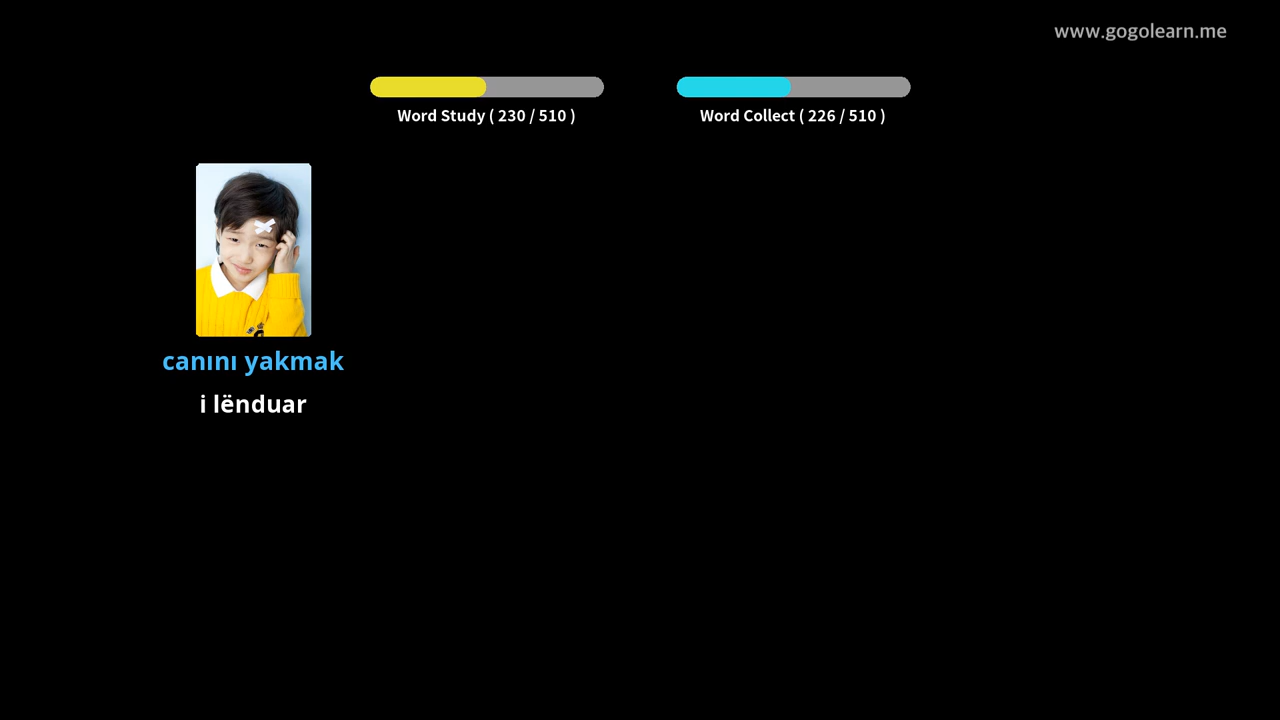 www.gogolearn.me
Word Study ( 230 / 510 )
Word Collect ( 226 / 510 )
canını yakmak
i lënduar